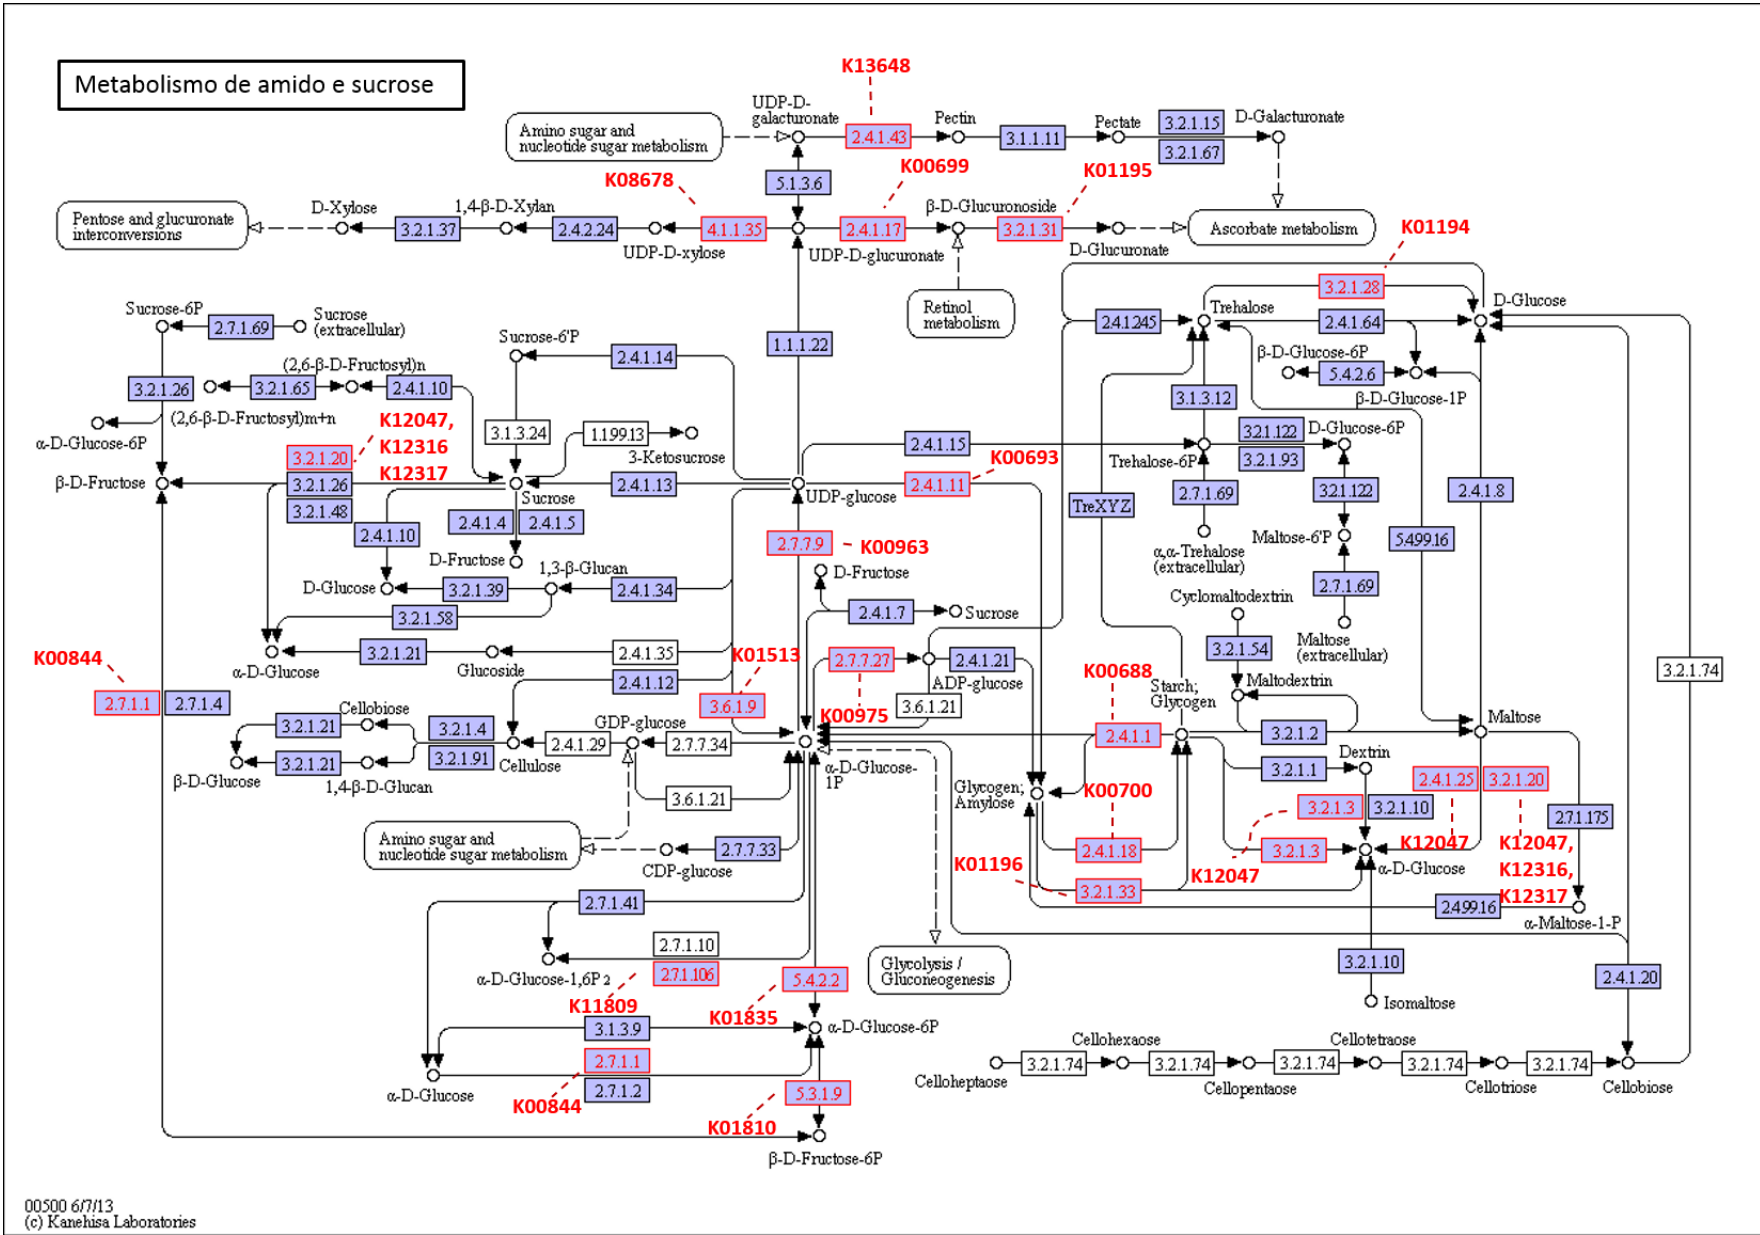 Metabolismo de amido e sucrose
K13648
UDP-D-
galacturonate
Amino sugar and
nucleotide sugar metabolism
2.4.1.43
Pectin
3.1.1.11
Pectate
3.2.1.15
3.2.1.67
D-Galacturonate
K08678
5.1.3.6
K00699
K01195
Pentose and glucuronate
interconversions
D-Xylose
3.2.1.37
1,4-β-D-Xylan
2.4.2.24
UDP-D-xylose
4.1.1.35
2.4.1.17
UDP-D-glucuronate
β-D-Glucuronoside
3.2.1.31
D-Glucuronate
Ascorbate metabolism
K01194
Retinol
metabolism
Sucrose-6P
2.7.1.69
Sucrose
(extracellular)
Sucrose-6'P
2.4.1.14
1.1.1.22
2.4.1.245
Trehalose
3.2.1.28
2.4.1.64
D-Glucose
β-D-Glucose-6P
5.4.2.6
β-D-Glucose-1P
3.2.1.26
(2,6-β-D-Fructosyl)n
3.2.1.65
2.4.1.10
(2,6-β-D-Fructosyl)m+n
α-D-Glucose-6P
K12047,
K12316
K12317
3.1.3.24
1.1.99.13
3-Ketosucrose
3.1.3.12
2.4.1.15
3.2.1.122
3.2.1.93
D-Glucose-6P
Trehalose-6P
3.2.1.20
3.2.1.26
3.2.1.48
β-D-Fructose
Sucrose
2.4.1.13
UDP-glucose
2.4.1.11
K00693
2.7.1.69
3.2.1.122
2.4.1.8
TreXYZ
2.4.1.10
2.4.1.4
2.4.1.5
D-Fructose
2.7.7.9
K00963
α,α-Trehalose
(extracellular)
Maltose-6'P
5.4.99.16
D-Glucose
3.2.1.39
1,3-β-Glucan
2.4.1.34
D-Fructose
2.7.1.69
3.2.1.58
2.4.1.7
Sucrose
Cyclomaltodextrin
Maltose
(extracellular)
K00844
α-D-Glucose
3.2.1.21
Glucoside
2.4.1.35
K01513
2.7.7.27
2.4.1.21
ADP-glucose
3.2.1.54
3.2.1.74
2.7.1.1
2.7.1.4
2.4.1.12
3.6.1.9
K00975
3.6.1.21
K00688
Starch;
Glycogen
Maltodextrin
Maltose
Cellobiose
3.2.1.21
3.2.1.4
3.2.1.91
GDP-glucose
2.4.1.29
2.7.7.34
Cellulose
2.4.1.1
3.2.1.2
β-D-Glucose
3.2.1.21
1,4-β-D-Glucan
α-D-Glucose-
1P
3.2.1.1
Dextrin
2.4.1.25
3.2.1.20
3.6.1.21
Glycogen;
Amylose
K00700
3.2.1.3
3.2.1.10
2.7.1.175
Amino sugar and
nucleotide sugar metabolism
CDP-glucose
2.7.7.33
2.4.1.18
3.2.1.3
α-D-Glucose
K12047
K12047,
K12316,
K12317
K01196
3.2.1.33
K12047
2.7.1.41
2.4.99.16
α-Maltose-1-P
2.7.1.10
2.7.1.106
α-D-Glucose-1,6P2
K11809
5.4.2.2
K01835
Glycolysis /
Gluconeogenesis
3.2.1.10
Isomaltose
2.4.1.20
3.1.3.9
α-D-Glucose-6P
2.7.1.1
2.7.1.2
α-D-Glucose
K00844
5.3.1.9
K01810
β-D-Fructose-6P
Celloheptaose
3.2.1.74
Cellohexaose
3.2.1.74
Cellopentaose
3.2.1.74
Cellotetraose
3.2.1.74
Cellotriose
3.2.1.74
Cellobiose
00500 6/7/13
(c) Kanehisa Laboratories